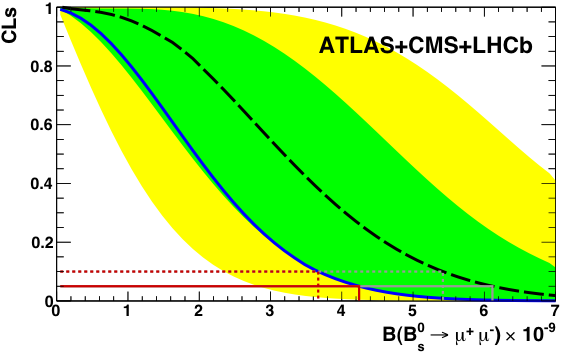 CLs
1
0.8
0.6
0.4
0.2
0
ATLAS+CMS+LHCb
0 1 2 3 4 5 6 7
B(B⁰ₛ → μ⁺ μ⁻) × 10⁻⁹